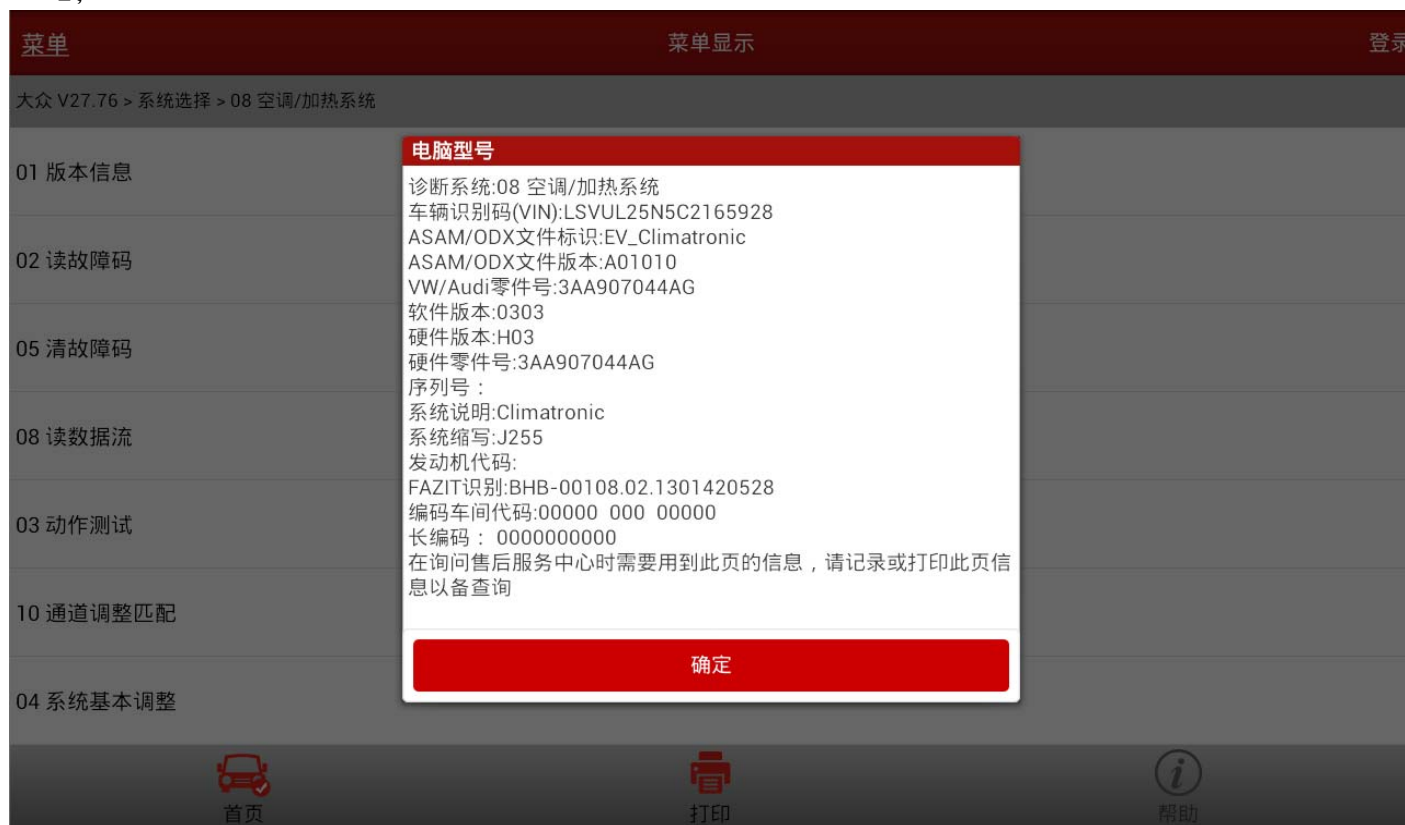 菜单
菜单显示
登录
大众 V27.76 > 系统选择 > 08 空调/加热系统
01 版本信息
02 读故障码
05 清故障码
08 读数据流
03 动作测试
10 通道调整匹配
04 系统基本调整
电脑型号
诊断系统:08 空调/加热系统
车辆识别码(VIN):LSVUL25N5C2165928
ASAM/ODX文件标识:EV_Climatronic
ASAM/ODX文件版本:A01010
VW/Audi零件号:3AA907044AG
软件版本:0303
硬件版本:H03
硬件零件号:3AA907044AG
序列号：
系统说明:Climatronic
系统缩写:J255
发动机代码:
FAZIT识别:BHB-00108.02.1301420528
编码车间代码:00000 000 00000
长编码： 0000000000
在询问售后服务中心时需要用到此页的信息，请记录或打印此页信
息以备查询
确定
首页
打印
帮助